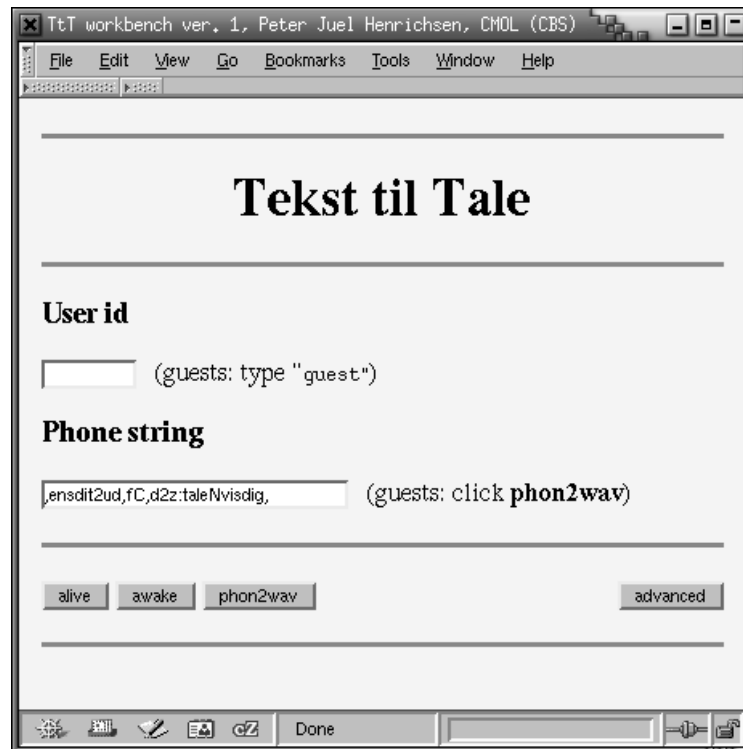 TtT workbench ver. 1, Peter Juel Henrichsen, CMOL (CBS)
File Edit View Go Bookmarks Tools Window Help
Tekst til Tale
User id
(guests: type "guest")
Phone string
,ensdit2ud,fC,d2z:taleNvisdig, (guests: click phon2wav)
alive awake phon2wav advanced
Done